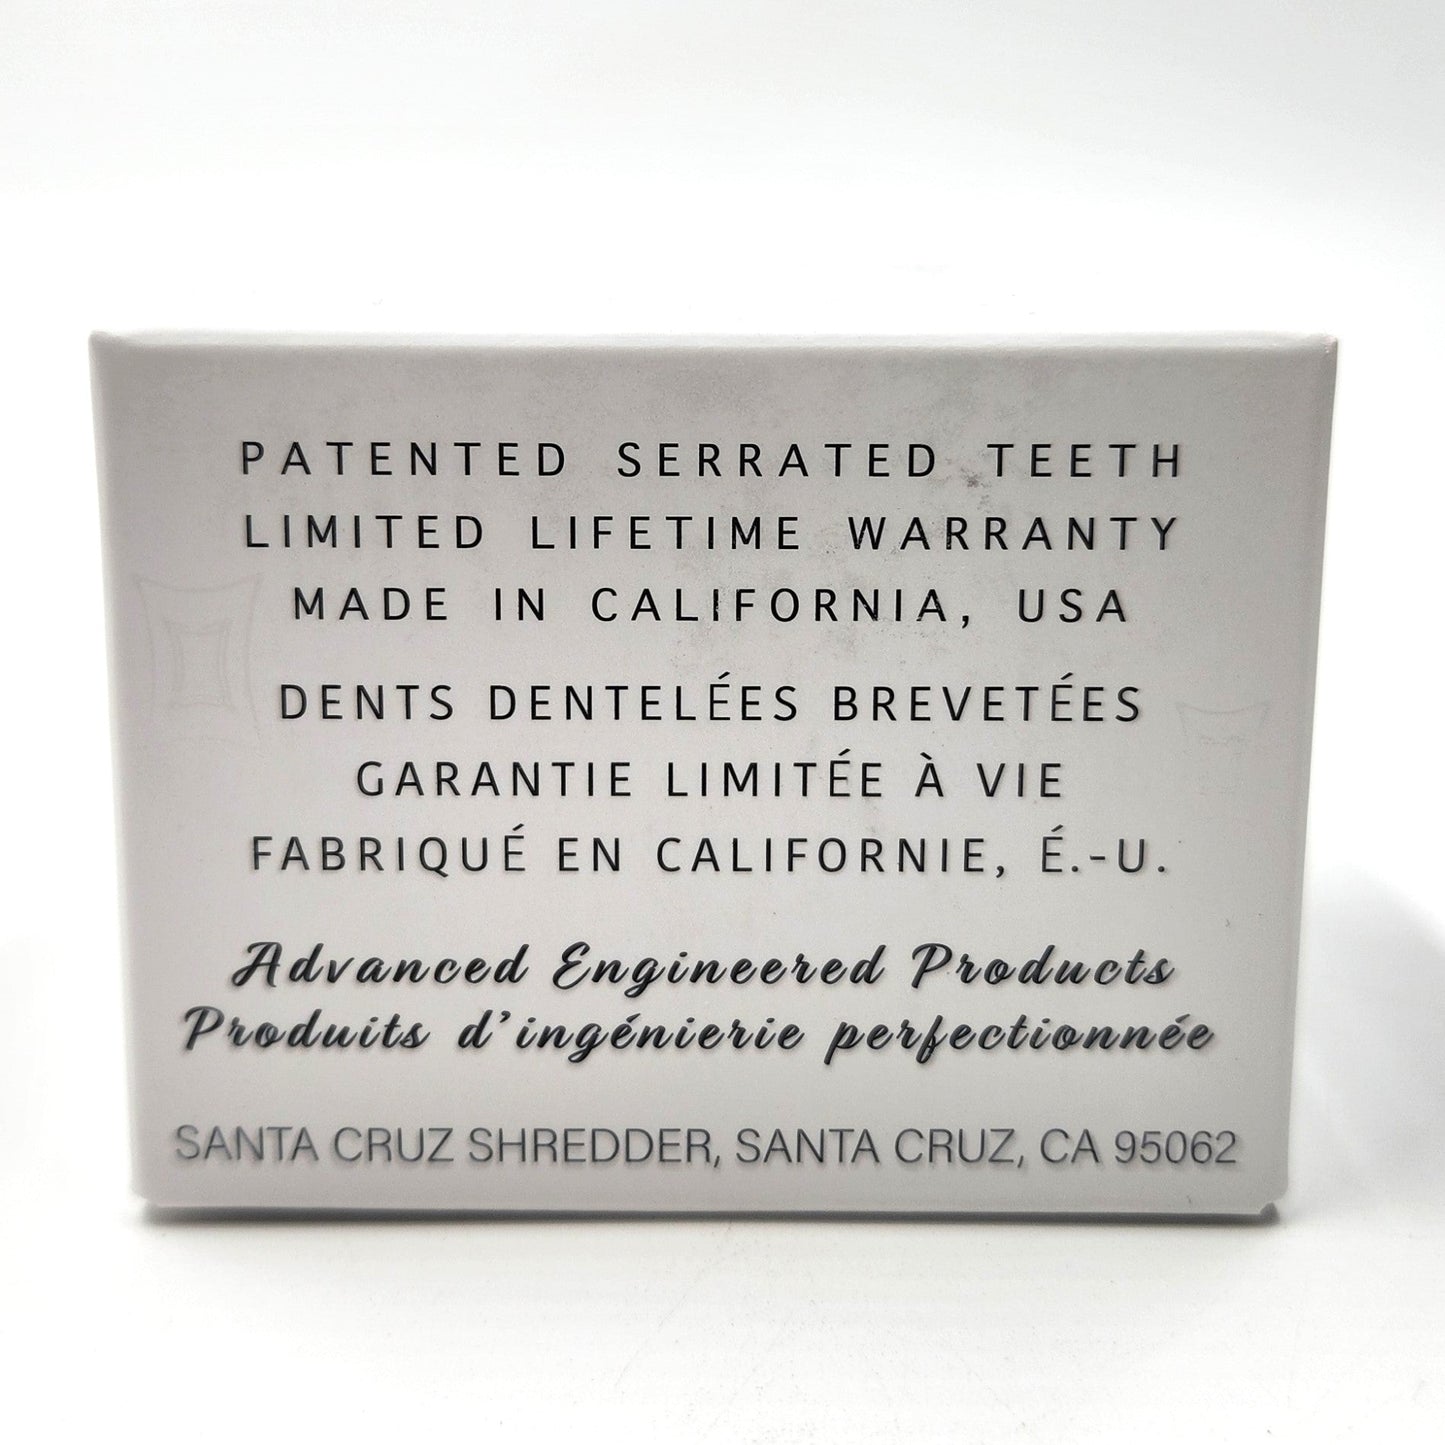 PATENTED SERRATED TEETH
LIMITED LIFETIME WARRANTY
MADE IN CALIFORNIA, USA
DENTS DENTELÉES BREVETÉES
GARANTIE LIMITÉE À VIE
FABRIQUÉ EN CALIFORNIE, É.-U.
Advanced Engineered Products
Produits d'ingénierie perfectionnée
SANTA CRUZ SHREDDER, SANTA CRUZ, CA 95062